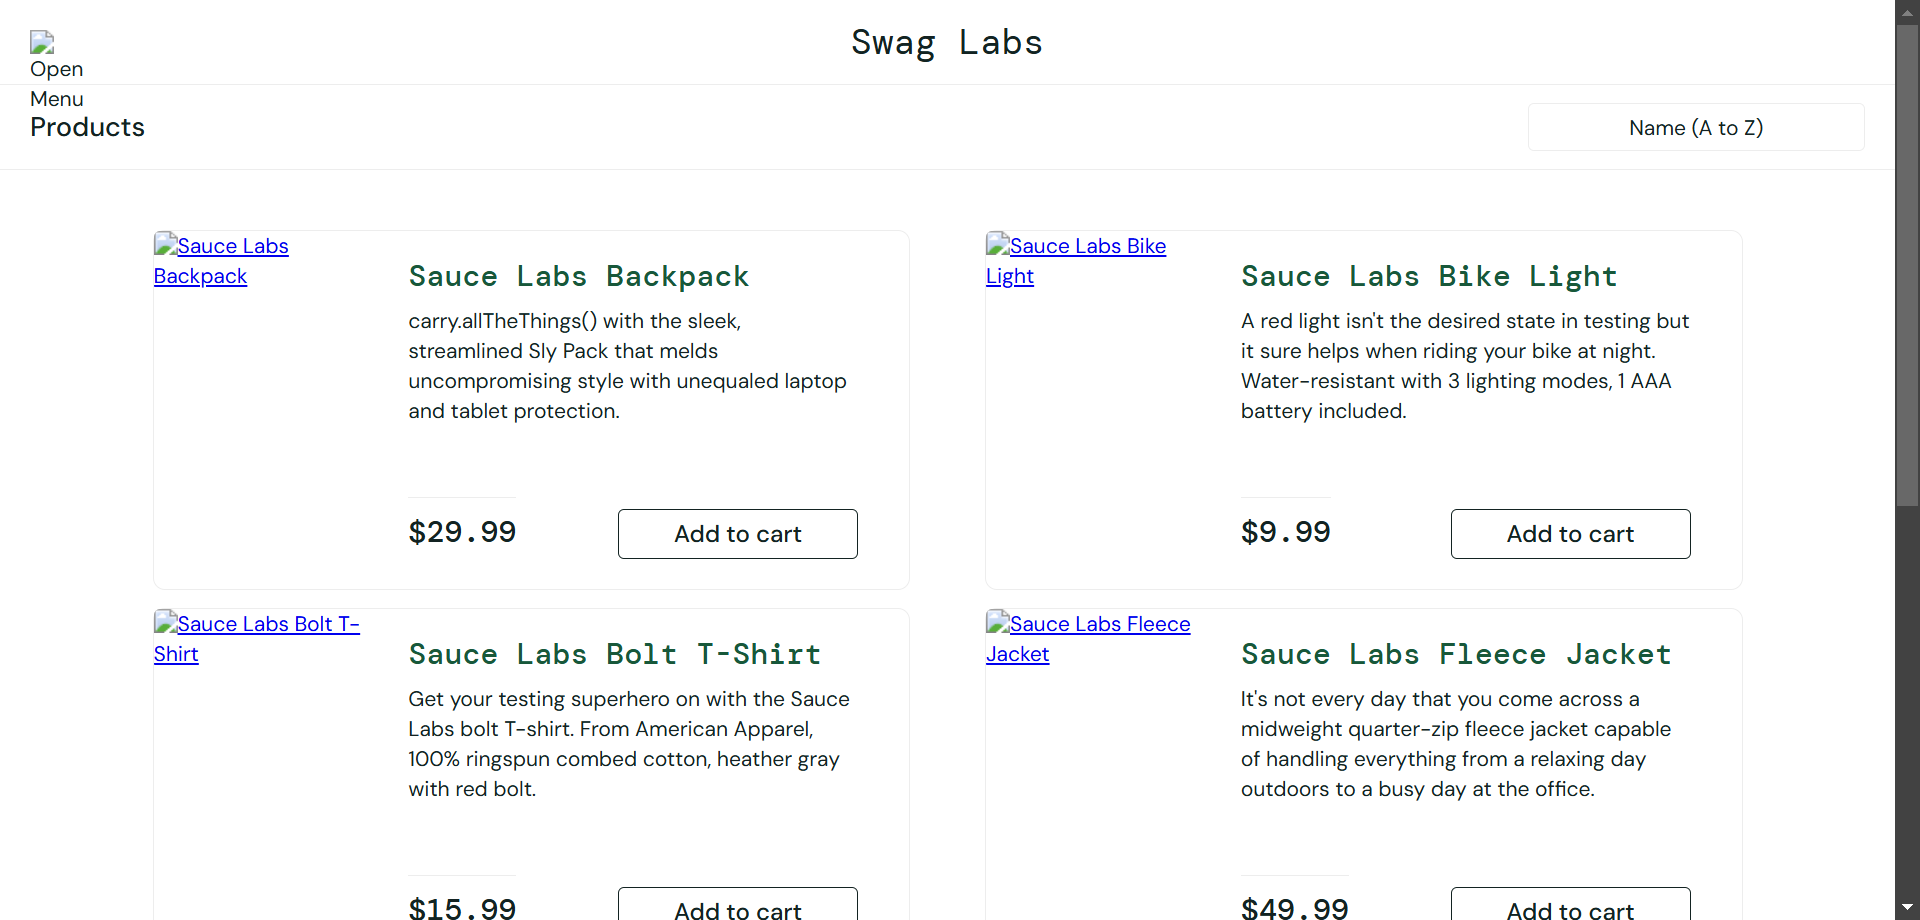 Swag Labs
Open
Menu
Products
Name (A to Z)
Sauce Labs
Backpack
Sauce Labs Backpack
carry.allTheThings() with the sleek,
streamlined Sly Pack that melds
uncompromising style with unequaled laptop
and tablet protection.
$29.99
Add to cart
Sauce Labs Bike
Light
Sauce Labs Bike Light
A red light isn't the desired state in testing but
it sure helps when riding your bike at night.
Water-resistant with 3 lighting modes, 1 AAA
battery included.
$9.99
Add to cart
Sauce Labs Bolt T-
Shirt
Sauce Labs Bolt T-Shirt
Get your testing superhero on with the Sauce
Labs bolt T-shirt. From American Apparel,
100% ringspun combed cotton, heather gray
with red bolt.
$15.99
Add to cart
Sauce Labs Fleece
Jacket
Sauce Labs Fleece Jacket
It's not every day that you come across a
midweight quarter-zip fleece jacket capable
of handling everything from a relaxing day
outdoors to a busy day at the office.
$49.99
Add to cart